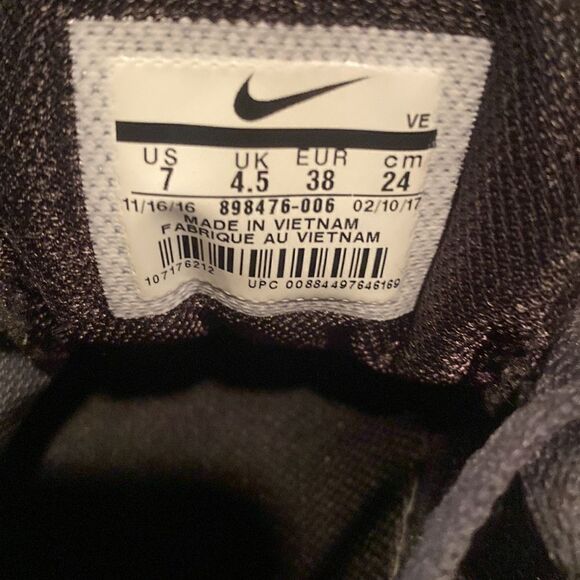 VE
US UK EUR cm
7 4.5 38 24
11/16/16 898476-006 02/10/17
MADE IN VIETNAM
FABRIQUE AU VIETNAM
107176212 UPC 00884497646169